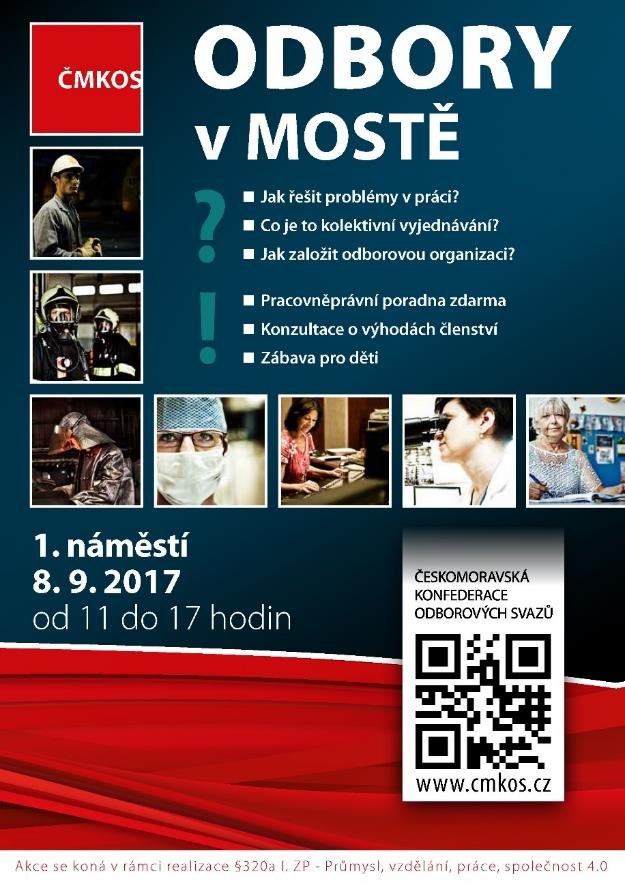 ČMKOS
ODBORY
v MOSTĚ
?
■ Jak řešit problémy v práci?
■ Co je to kolektivní vyjednávání?
■ Jak založit odborovou organizaci?
!
■ Pracovněprávní poradna zdarma
■ Konzultace o výhodách členství
■ Zábava pro děti
1. náměstí
8. 9. 2017
od 11 do 17 hodin
ČESKOMORAVSKÁ
KONFEDERACE
ODBOROVÝCH SVAZŮ
www.cmkos.cz
Akce se koná v rámci realizace §320a I. ZP - Průmysl, vzdělání, práce, společnost 4.0